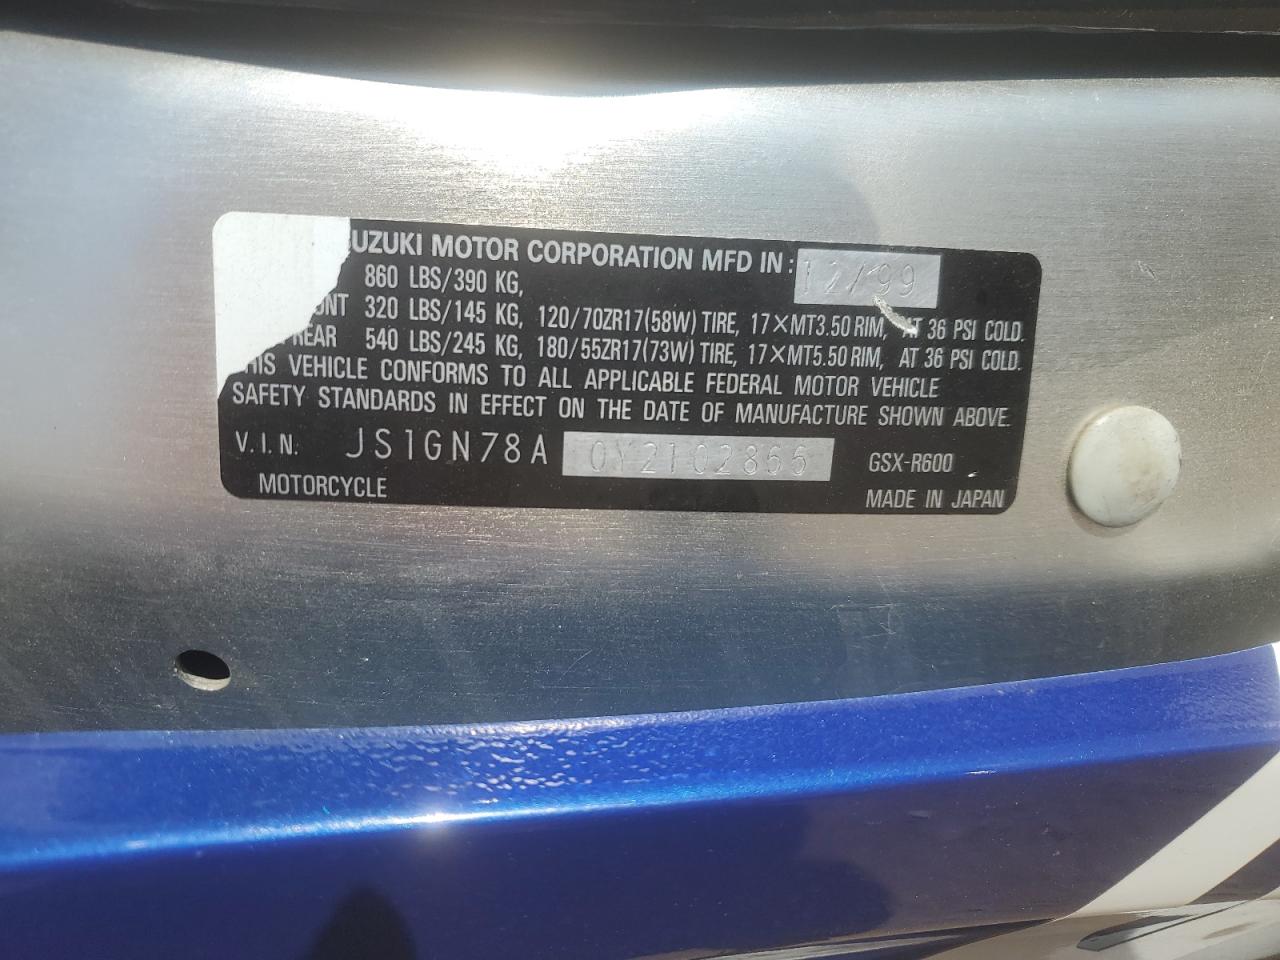 UZUKI MOTOR CORPORATION MFD IN : 12/99
860 LBS/390 KG,
ONT 320 LBS/145 KG, 120/70ZR17(58W) TIRE, 17×MT3.50 RIM, AT 36 PSI COLD.
REAR 540 LBS/245 KG, 180/55ZR17(73W) TIRE, 17×MT5.50 RIM, AT 36 PSI COLD.
HIS VEHICLE CONFORMS TO ALL APPLICABLE FEDERAL MOTOR VEHICLE
SAFETY STANDARDS IN EFFECT ON THE DATE OF MANUFACTURE SHOWN ABOVE.
V.I.N. JS1GN78A 0Y2102866 GSX-R600
MOTORCYCLE MADE IN JAPAN